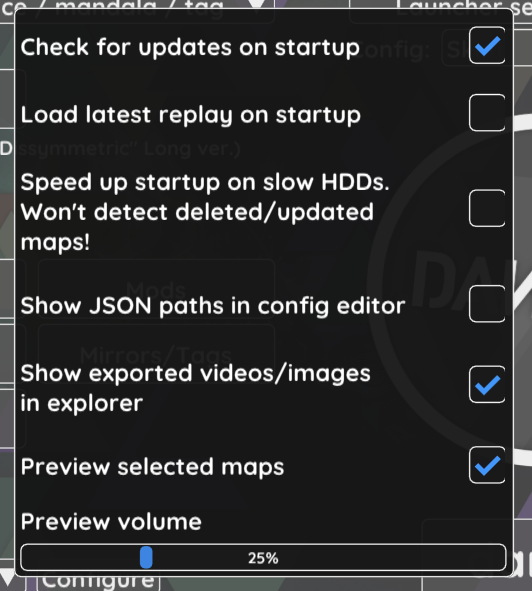 ce / mandala / tag
Launcher se
Config:
Check for updates on startup
Load latest replay on startup
Dissymmetric" Long ver.)
Speed up startup on slow HDDs.
Won't detect deleted/updated
maps!
Mods
Show JSON paths in config editor
Mirrors/Tags
Show exported videos/images
in explorer
Preview selected maps
Preview volume
25%
Configure